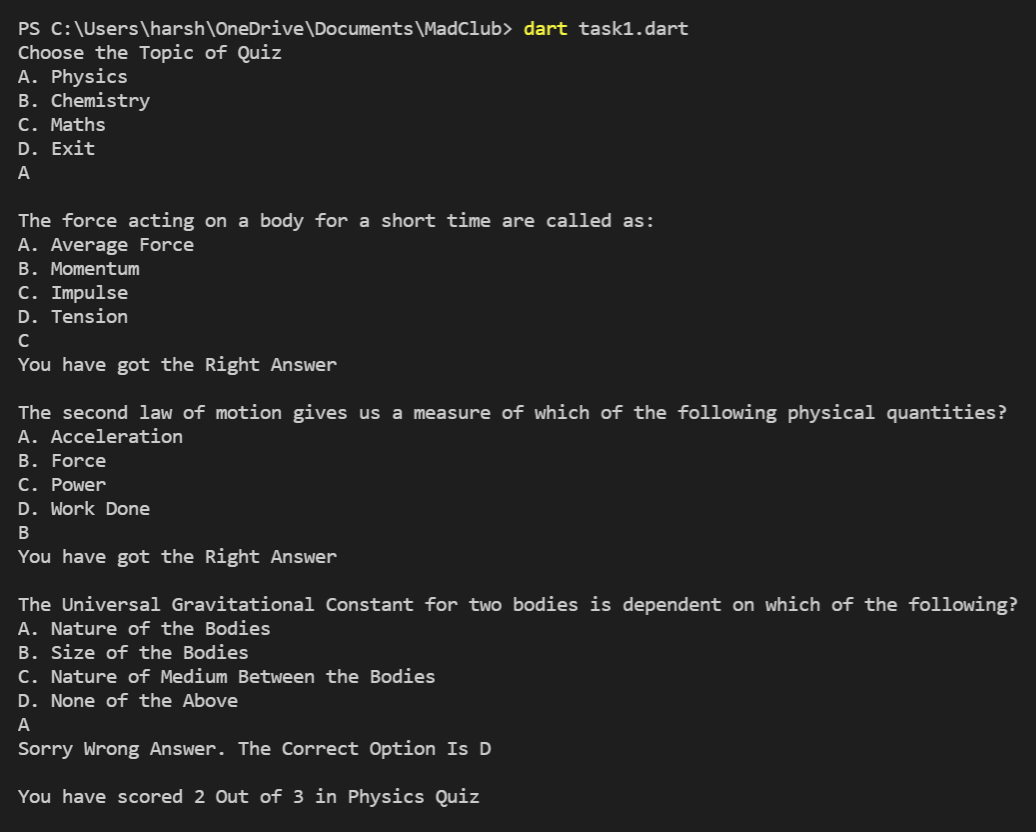 PS C:\Users\harsh\OneDrive\Documents\MadClub> dart task1.dart
Choose the Topic of Quiz
A. Physics
B. Chemistry
C. Maths
D. Exit
A
The force acting on a body for a short time are called as:
A. Average Force
B. Momentum
C. Impulse
D. Tension
C
You have got the Right Answer
The second law of motion gives us a measure of which of the following physical quantities?
A. Acceleration
B. Force
C. Power
D. Work Done
B
You have got the Right Answer
The Universal Gravitational Constant for two bodies is dependent on which of the following?
A. Nature of the Bodies
B. Size of the Bodies
C. Nature of Medium Between the Bodies
D. None of the Above
A
Sorry Wrong Answer. The Correct Option Is D
You have scored 2 Out of 3 in Physics Quiz